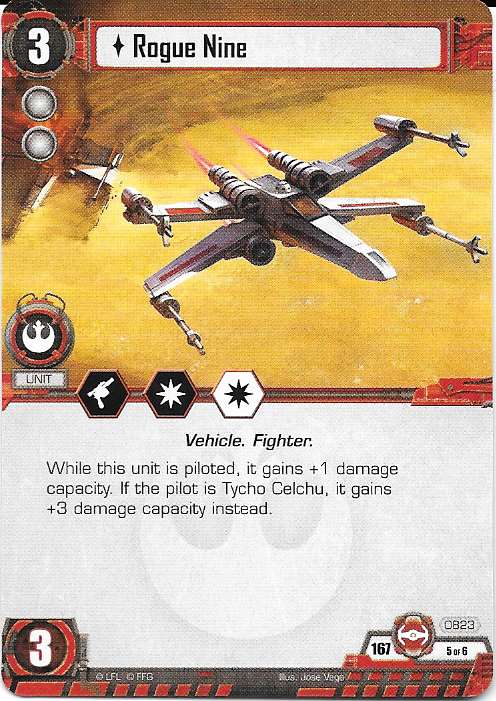 3
Rogue Nine
UNIT
Vehicle. Fighter.
While this unit is piloted, it gains +1 damage
capacity. If the pilot is Tycho Celchu, it gains
+3 damage capacity instead.
3
0823
167
5 OF 6
© LFL © FFG
Illus. Jose Vega